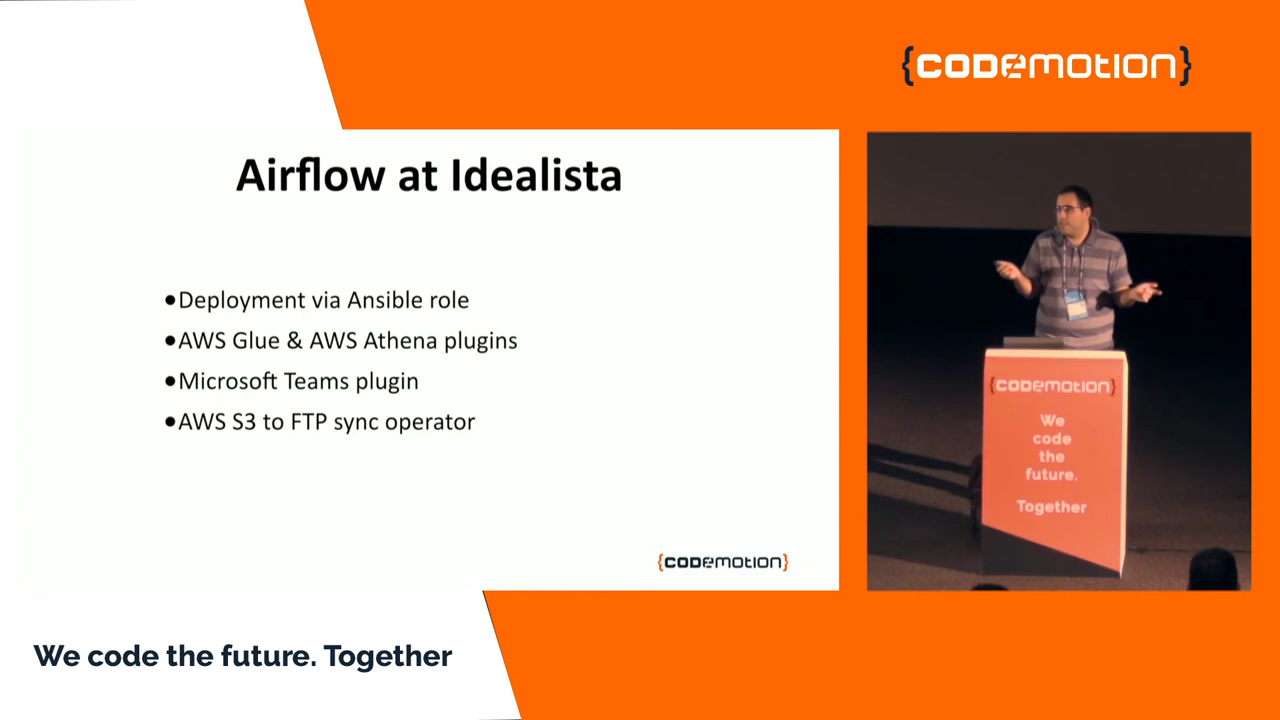 {CODEMOTION}
Airflow at Idealista
●Deployment via Ansible role
●AWS Glue & AWS Athena plugins
●Microsoft Teams plugin
●AWS S3 to FTP sync operator
{CODEMOTION}
{CODEMOTION}
We
code
the
future.
Together
We code the future. Together